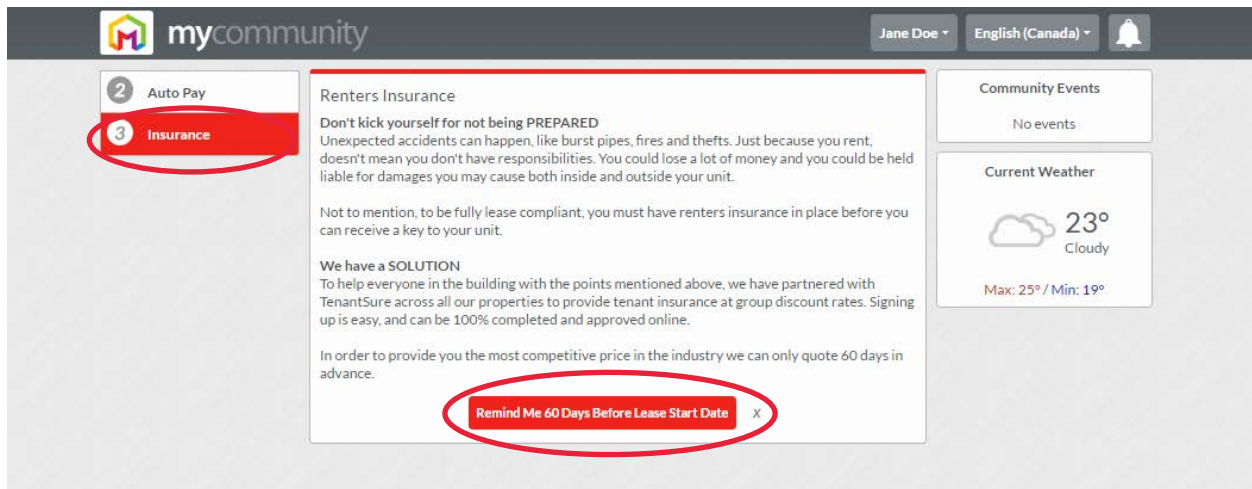 mycommunity
Jane Doe
English (Canada)
2 Auto Pay
3 Insurance
Renters Insurance
Don't kick yourself for not being PREPARED
Unexpected accidents can happen, like burst pipes, fires and thefts. Just because you rent,
doesn't mean you don't have responsibilities. You could lose a lot of money and you could be held
liable for damages you may cause both inside and outside your unit.
Not to mention, to be fully lease compliant, you must have renters insurance in place before you
can receive a key to your unit.
We have a SOLUTION
To help everyone in the building with the points mentioned above, we have partnered with
TenantSure across all our properties to provide tenant insurance at group discount rates. Signing
up is easy, and can be 100% completed and approved online.
In order to provide you the most competitive price in the industry we can only quote 60 days in
advance.
Remind Me 60 Days Before Lease Start Date x
Community Events
No events
Current Weather
23°
Cloudy
Max: 25° / Min: 19°